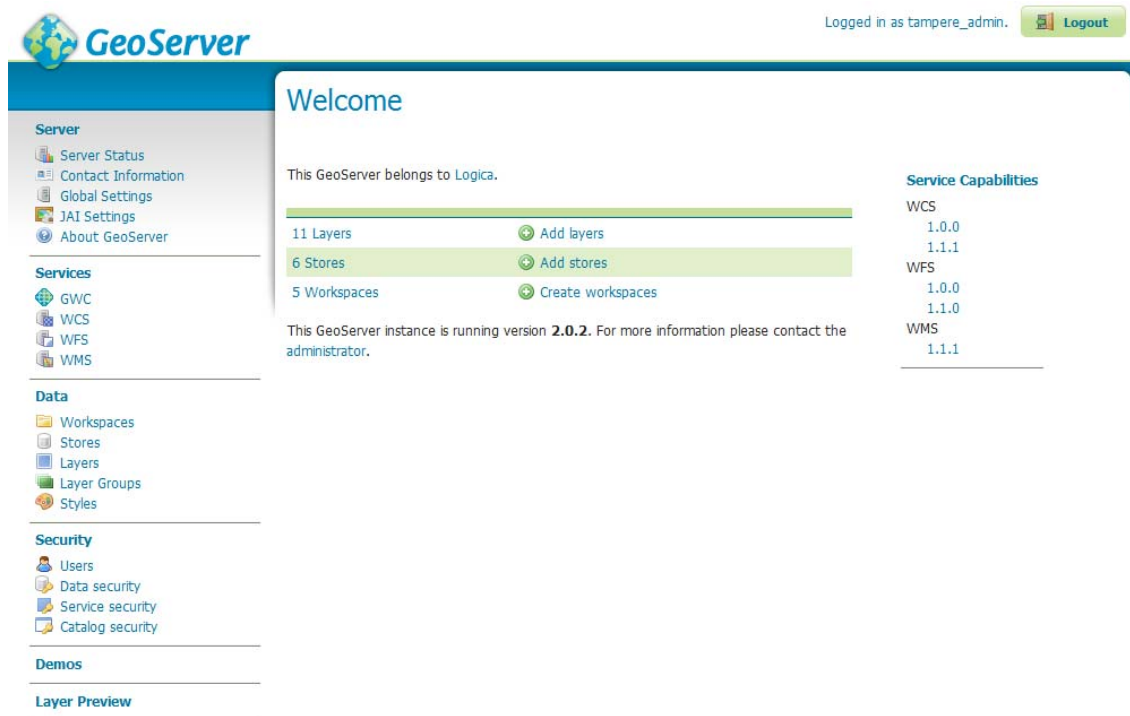 GeoServer
Logged in as tampere_admin.
Logout
Server
Server Status
Contact Information
Global Settings
JAI Settings
About GeoServer
Services
GWC
WCS
WFS
WMS
Data
Workspaces
Stores
Layers
Layer Groups
Styles
Security
Users
Data security
Service security
Catalog security
Demos
Layer Preview
Welcome
This GeoServer belongs to Logica.
11 Layers Add layers
6 Stores Add stores
5 Workspaces Create workspaces
This GeoServer instance is running version 2.0.2. For more information please contact the
administrator.
Service Capabilities
WCS
1.0.0
1.1.1
WFS
1.0.0
1.1.0
WMS
1.1.1